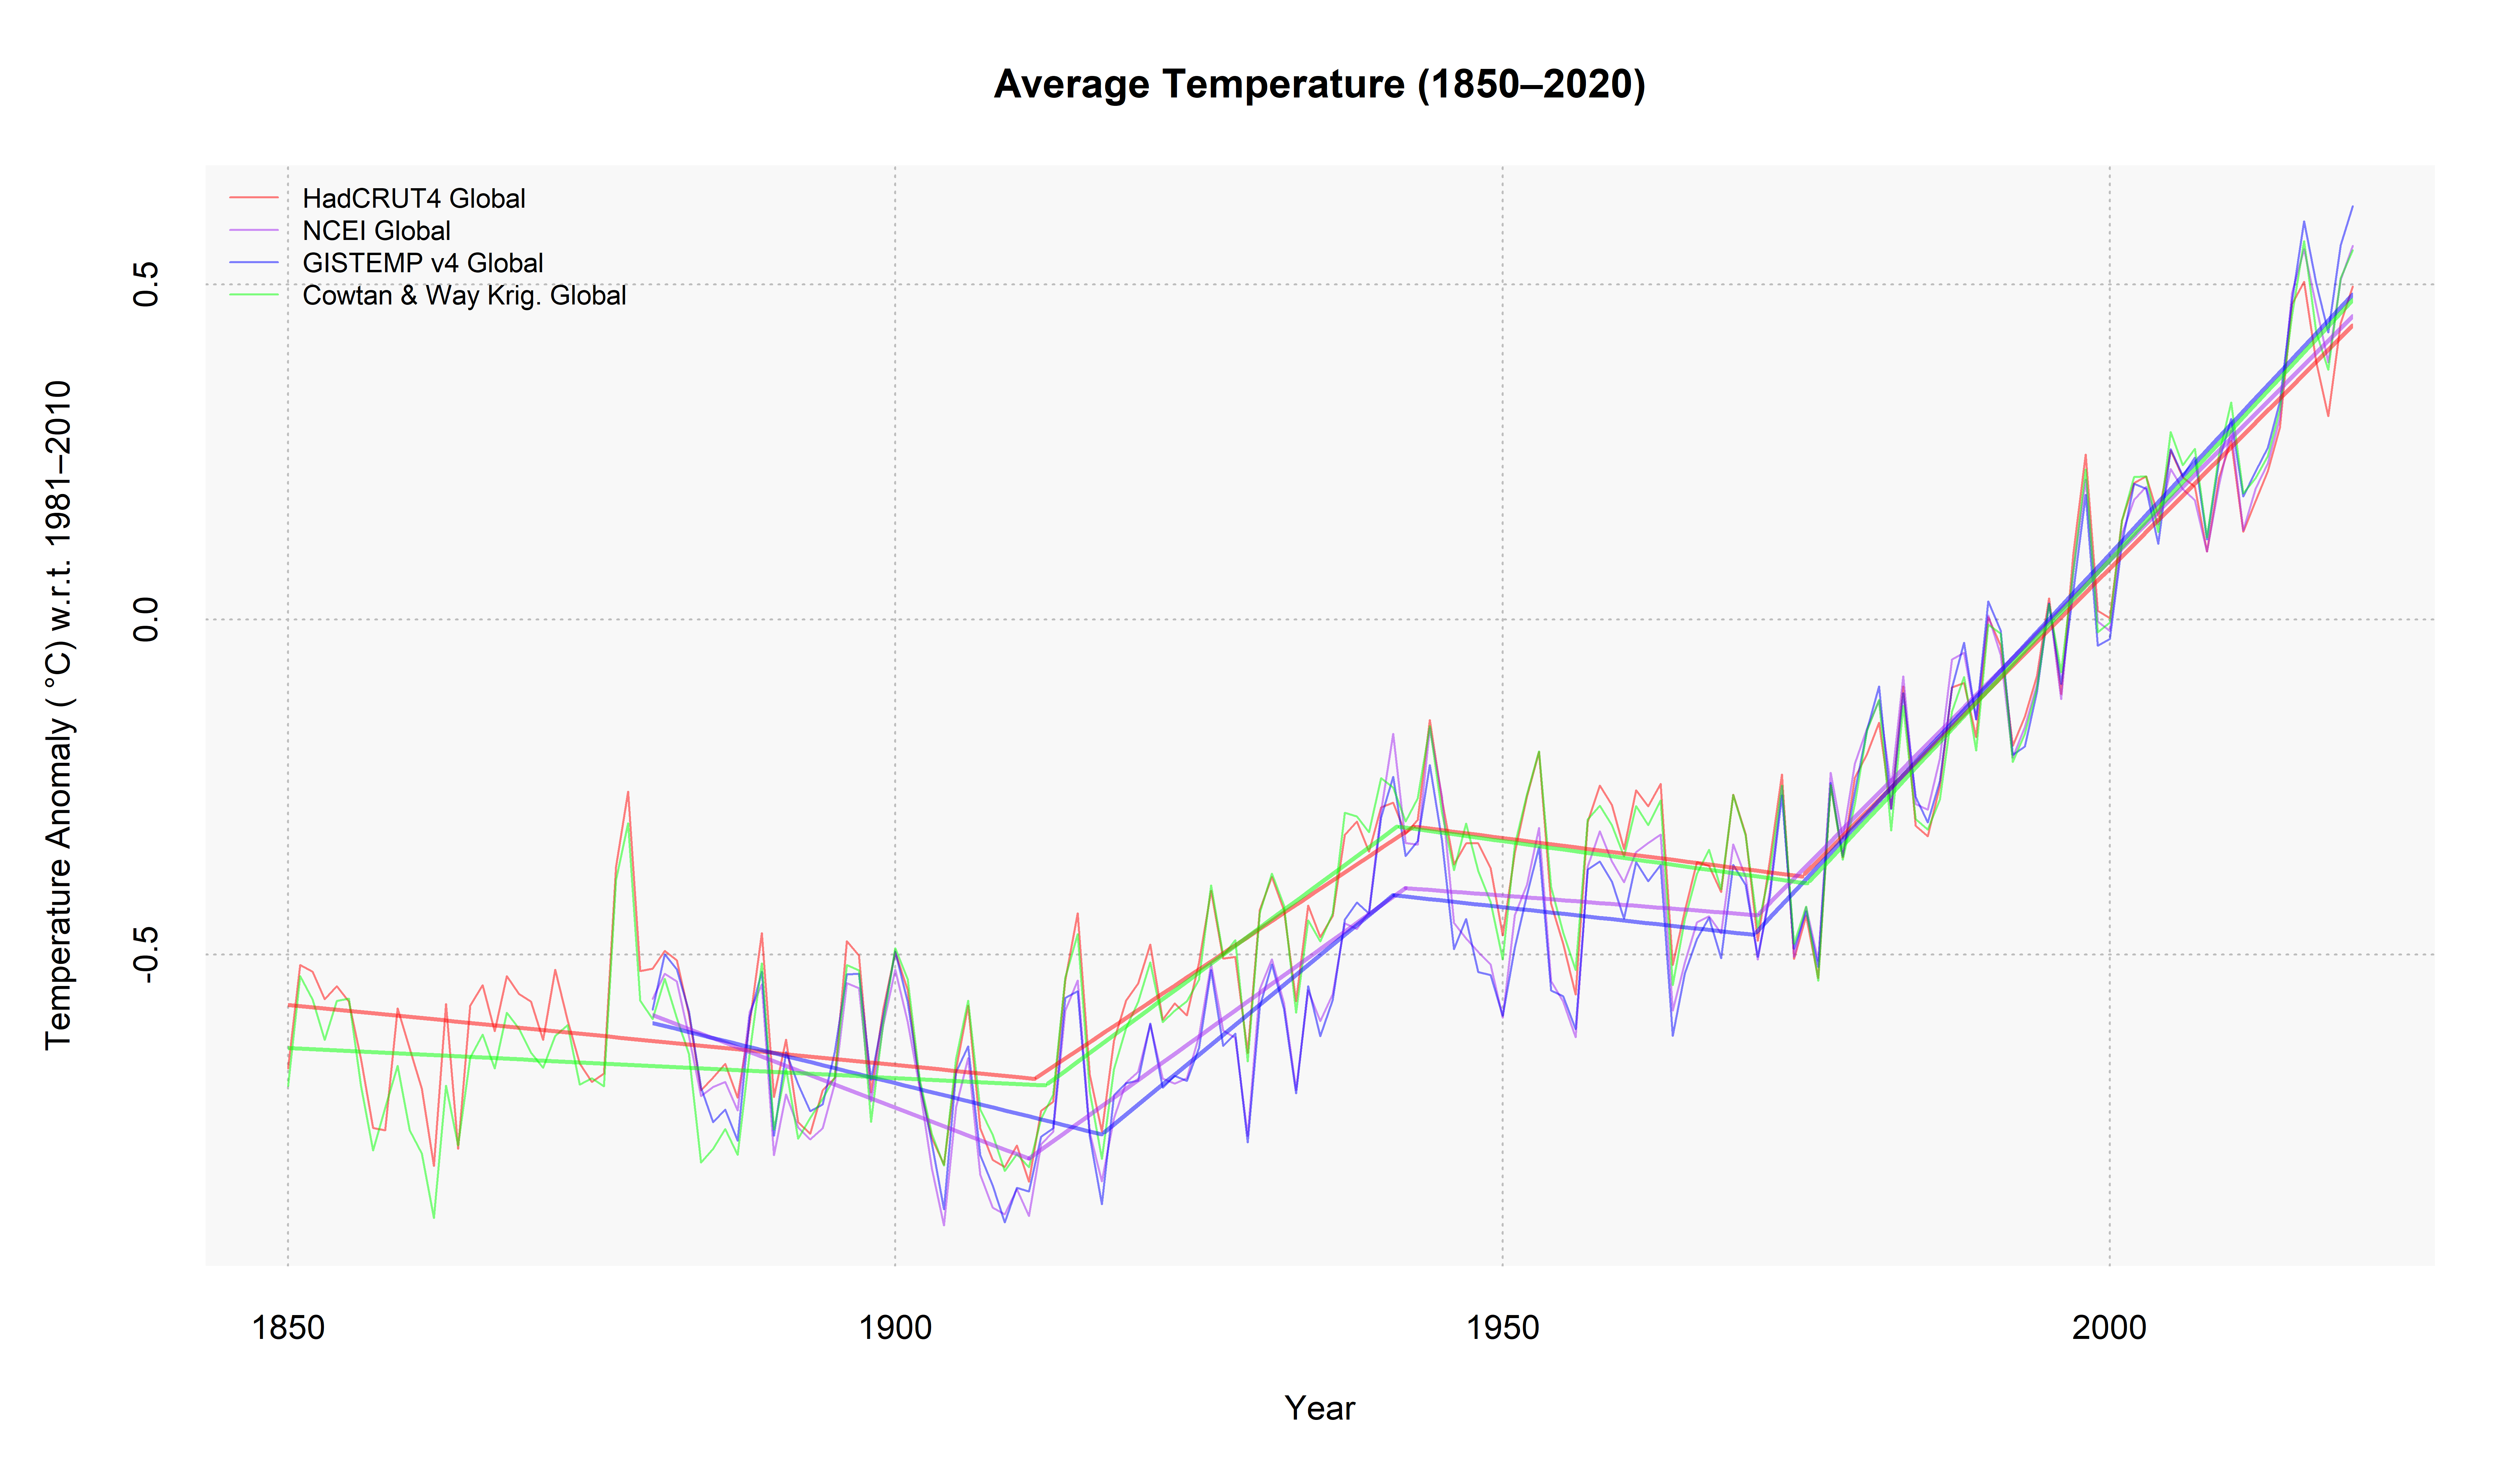 Average Temperature (1850–2020)
HadCRUT4 Global
NCEI Global
GISTEMP v4 Global
Cowtan & Way Krig. Global
Temperature Anomaly ( °C) w.r.t. 1981–2010
0.5
0.0
-0.5
1850
1900
1950
2000
Year